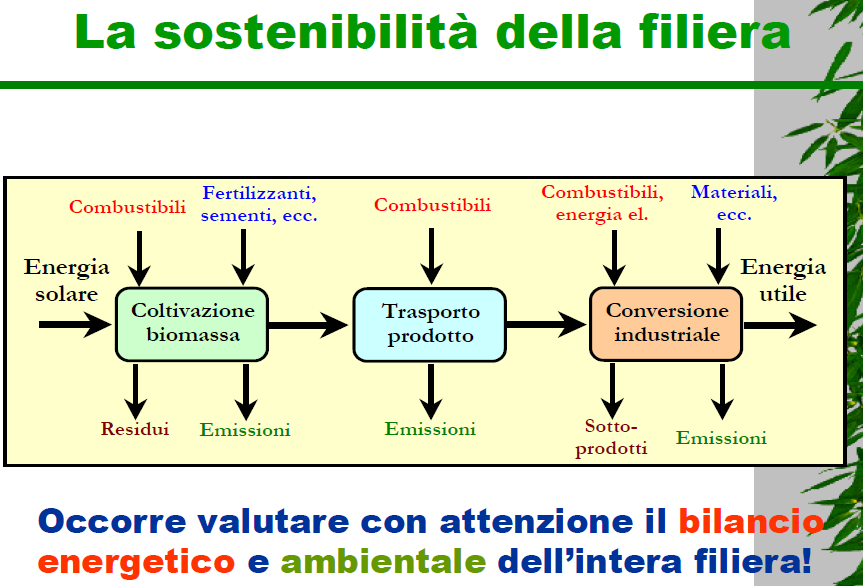 La sostenibilità della filiera
Combustibili
Fertilizzanti,
sementi, ecc.
Combustibili
Combustibili,
energia el.
Materiali,
ecc.
Energia
solare
Coltivazione
biomassa
Trasporto
prodotto
Conversione
industriale
Energia
utile
Residui
Emissioni
Emissioni
Sotto-
prodotti
Emissioni
Occorre valutare con attenzione il bilancio
energetico e ambientale dell'intera filiera!